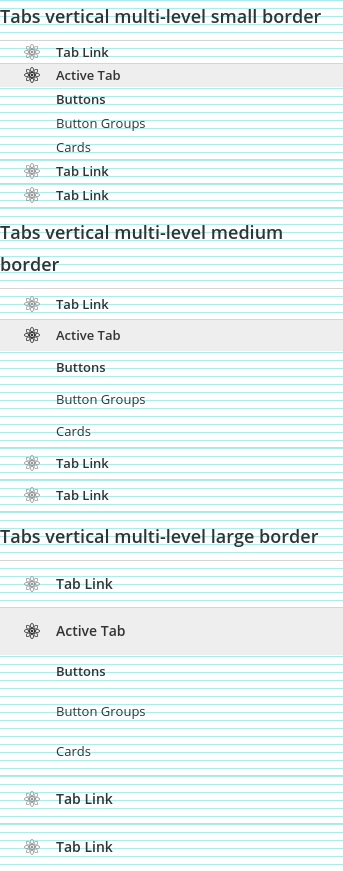 Tabs vertical multi-level small border
Tab Link
Active Tab
Buttons
Button Groups
Cards
Tab Link
Tab Link
Tabs vertical multi-level medium
border
Tab Link
Active Tab
Buttons
Button Groups
Cards
Tab Link
Tab Link
Tabs vertical multi-level large border
Tab Link
Active Tab
Buttons
Button Groups
Cards
Tab Link
Tab Link